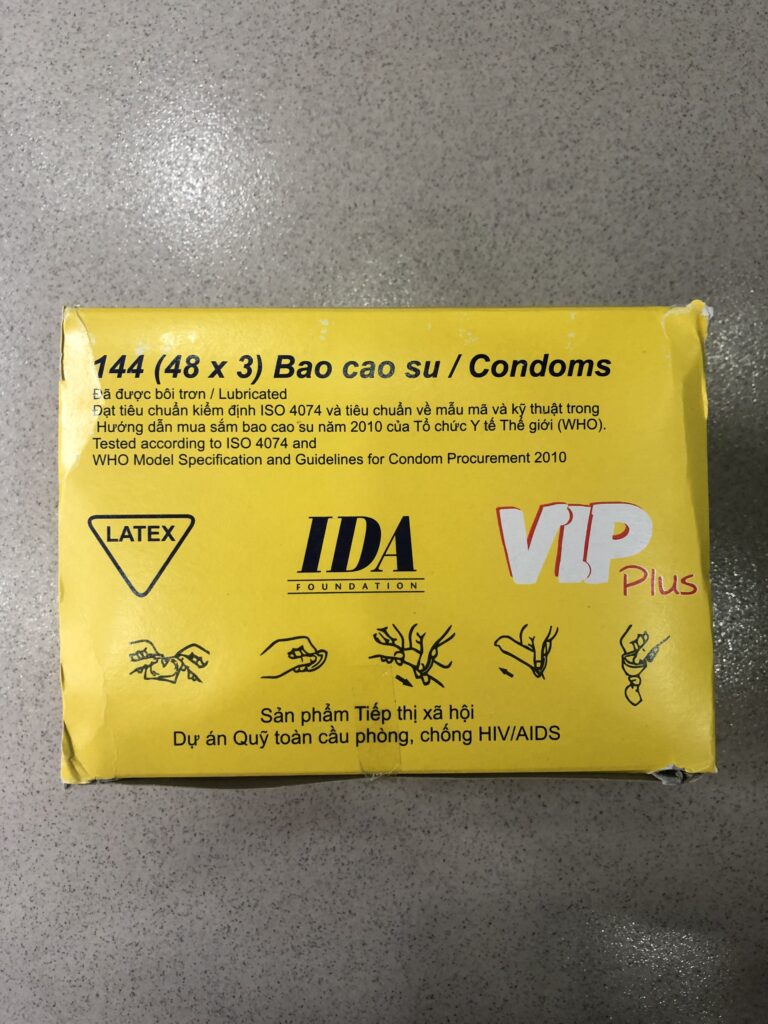 144 (48 x 3) Bao cao su / Condoms
Đã được bôi trơn / Lubricated
Đạt tiêu chuẩn kiểm định ISO 4074 và tiêu chuẩn về mẫu mã và kỹ thuật trong
Hướng dẫn mua sắm bao cao su năm 2010 của Tổ chức Y tế Thế giới (WHO).
Tested according to ISO 4074 and
WHO Model Specification and Guidelines for Condom Procurement 2010
LATEX
IDA
FOUNDATION
VIP
Plus
Sản phẩm Tiếp thị xã hội
Dự án Quỹ toàn cầu phòng, chống HIV/AIDS